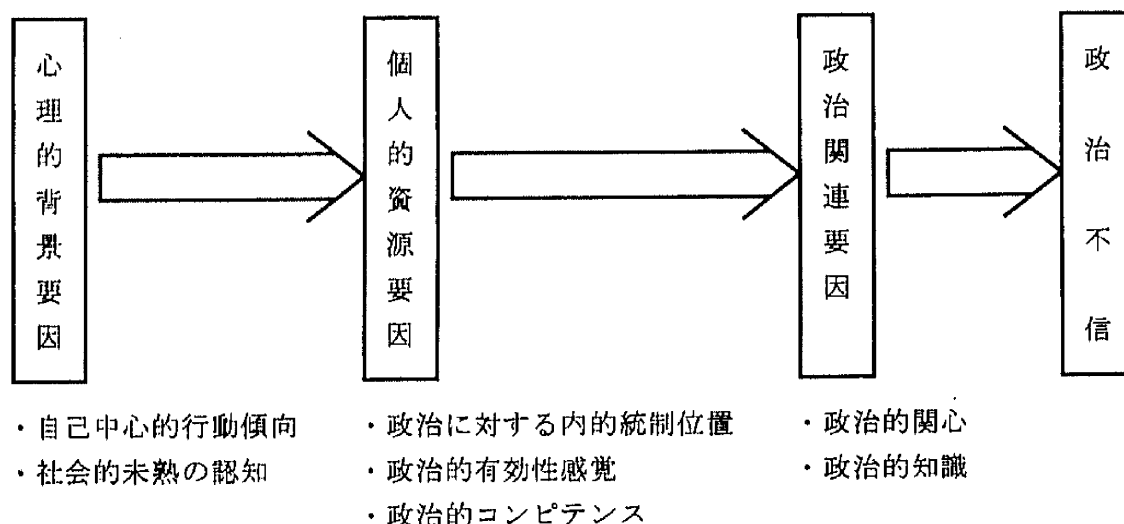 心理的背景要因
個人的資源要因
政治関連要因
政治不信
・自己中心的行動傾向
・社会的未熟の認知
・政治に対する内的統制位置
・政治的有効性感覚
・政治的コンピテンス
・政治的関心
・政治的知識